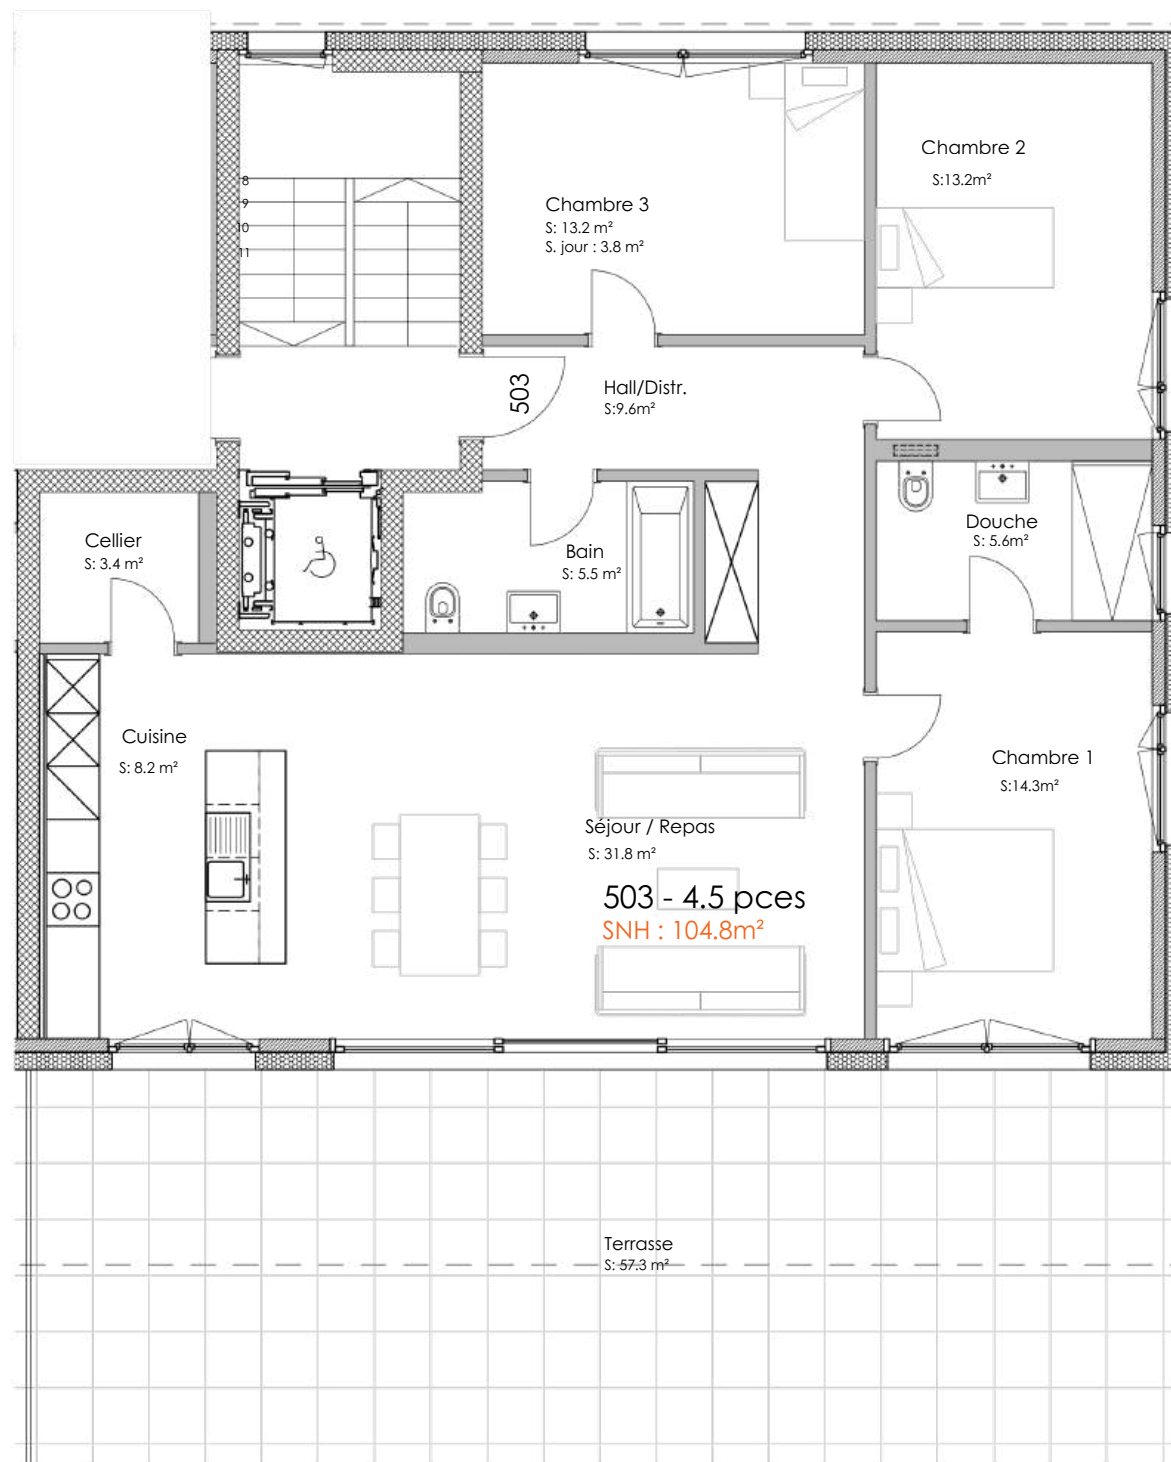 Chambre 2
S:13.2m²
8
9
10
11
Chambre 3
S: 13.2 m²
S. jour : 3.8 m²
503
Hall/Distr.
S:9.6m²
Cellier
S: 3.4 m²
Bain
S: 5.5 m²
Douche
S: 5.6m²
Cuisine
S: 8.2 m²
Chambre 1
S:14.3m²
Séjour / Repas
S: 31.8 m²
503 - 4.5 pces
SNH : 104.8m²
Terrasse
S: 57.3 m²